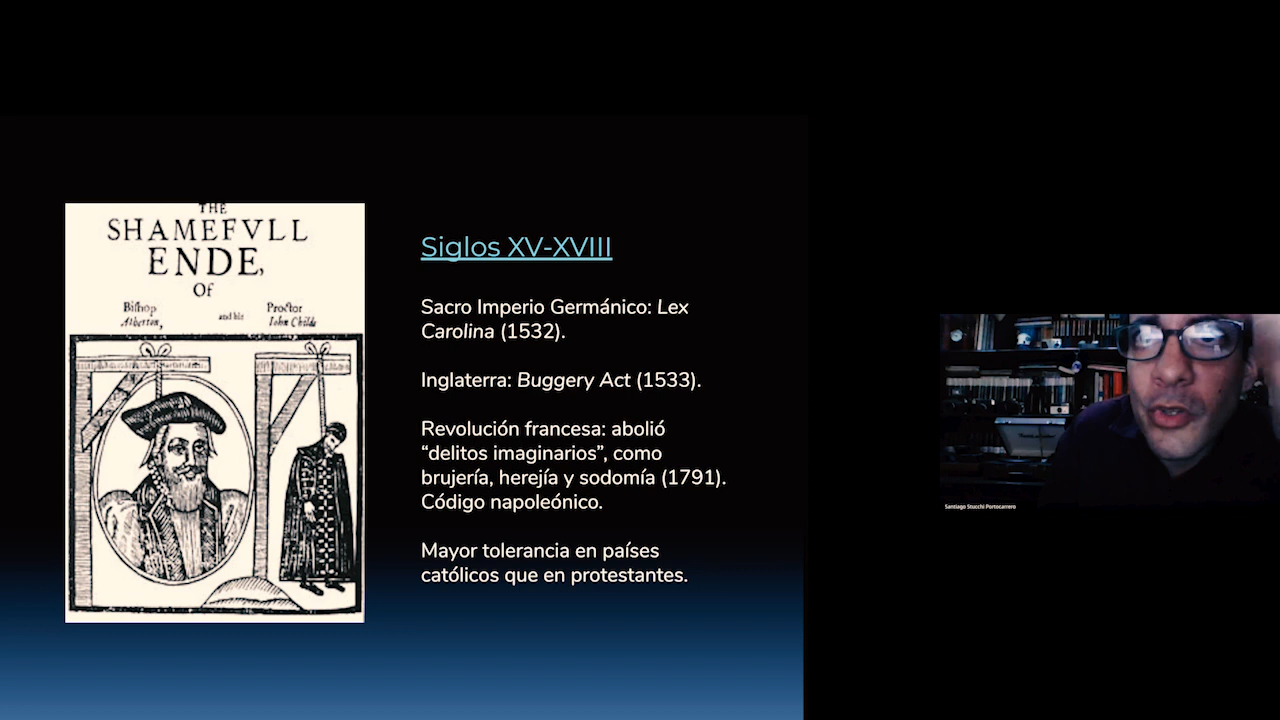 THE
SHAMEFVLL
ENDE,
Of
Bishop and his Proctor
Atherton, Iohn Childe
Siglos XV-XVIII
Sacro Imperio Germánico: Lex
Carolina (1532).
Inglaterra: Buggery Act (1533).
Revolución francesa: abolió
“delitos imaginarios”, como
brujería, herejía y sodomía (1791).
Código napoleónico.
Mayor tolerancia en países
católicos que en protestantes.
Santiago Stucchi Portocarrero